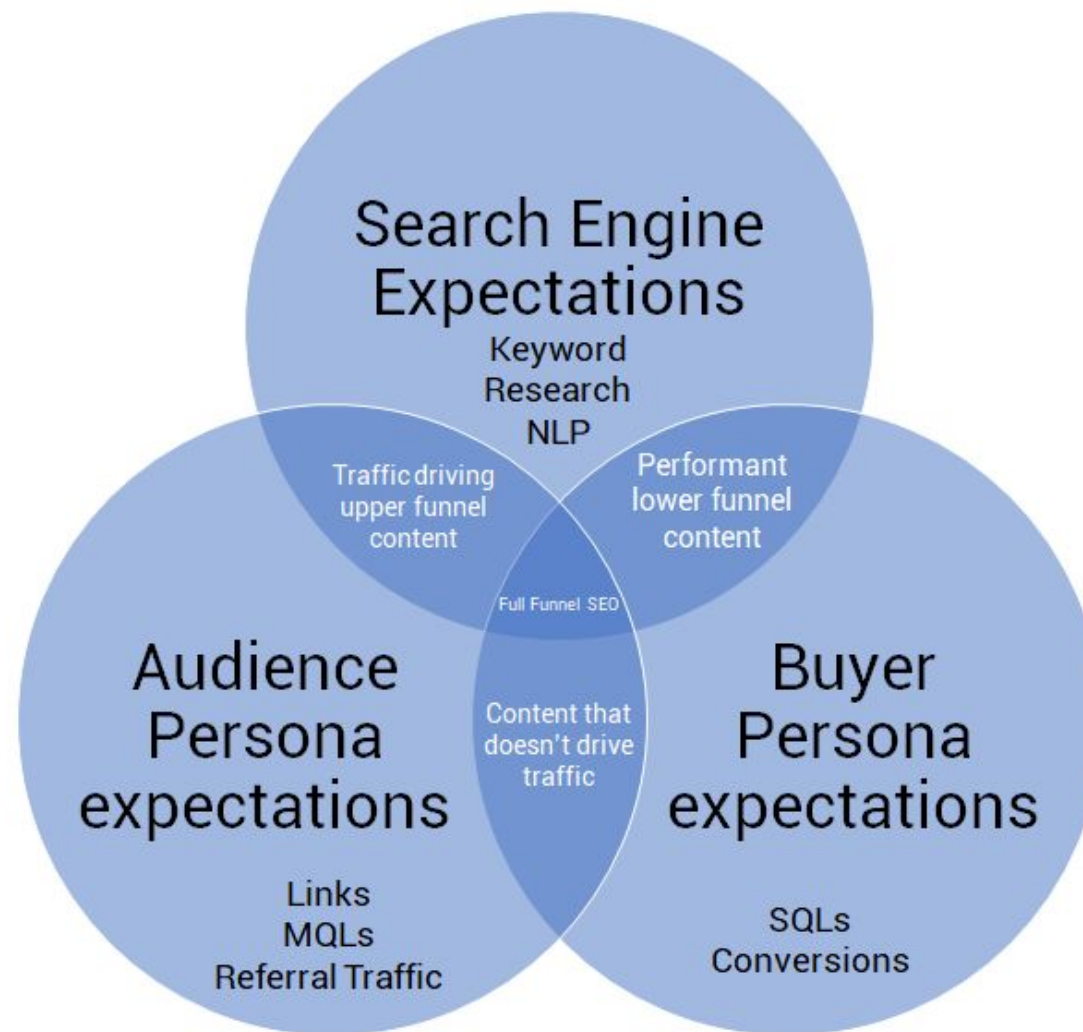 Search Engine
Expectations
Keyword
Research
NLP
Traffic driving
upper funnel
content
Performant
lower funnel
content
Full Funnel SEO
Audience
Persona
expectations
Links
MQLs
Referral Traffic
Content that
doesn't drive
traffic
Buyer
Persona
expectations
SQLs
Conversions